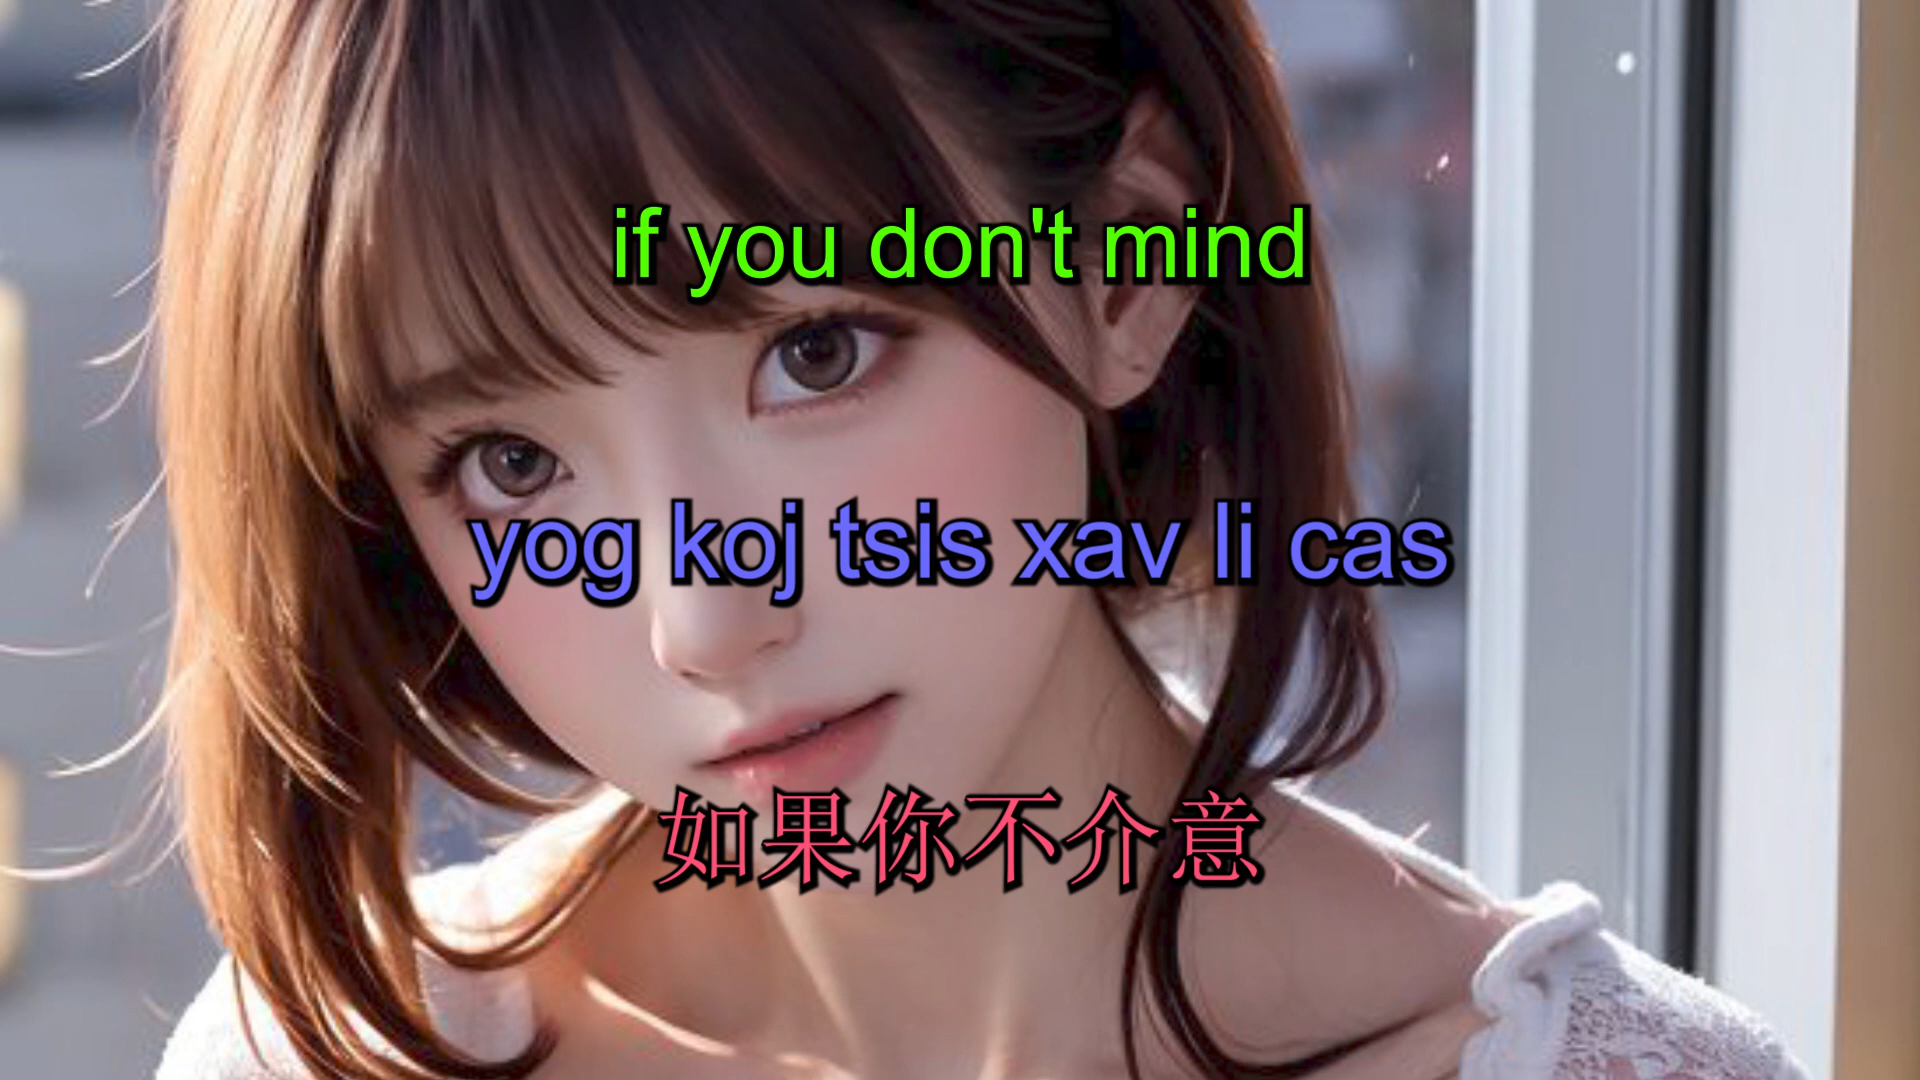 if you don't mind
yog koj tsis xav li cas
如果你不介意